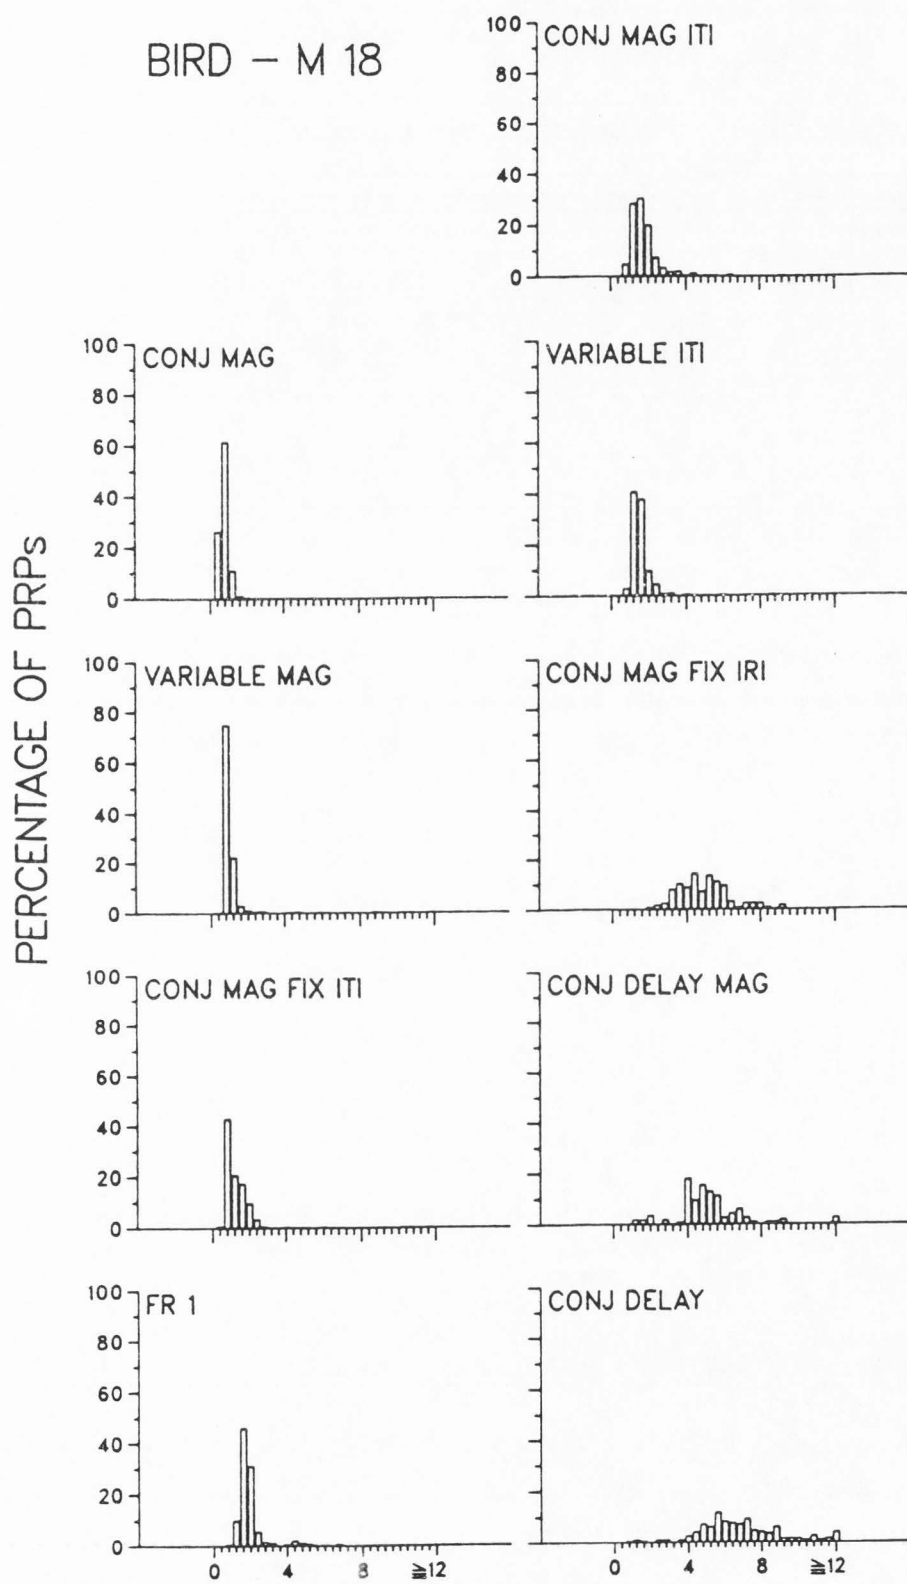 BIRD – M 18
CONJ MAG ITI
100
80
60
40
20
0
CONJ MAG
100
80
60
40
20
0
VARIABLE ITI
PERCENTAGE OF PRPs
VARIABLE MAG
100
80
60
40
20
0
CONJ MAG FIX IRI
CONJ MAG FIX ITI
100
80
60
40
20
0
CONJ DELAY MAG
FR 1
100
80
60
40
20
0
CONJ DELAY
0 4 8 ≧12
0 4 8 ≧12